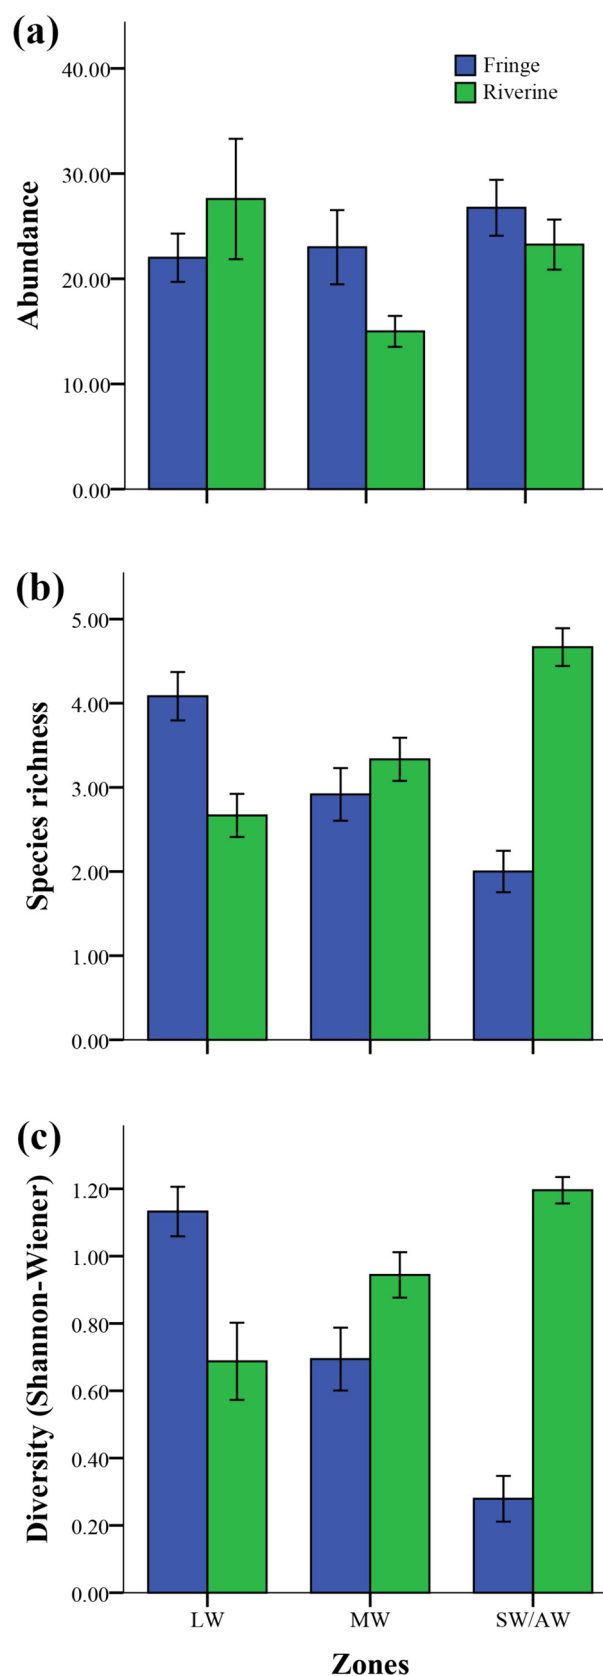 (a)
Fringe
Riverine
40.00
30.00
20.00
10.00
0.00
Abundance
(b)
5.00
4.00
3.00
2.00
1.00
0.00
Species richness
(c)
1.20
1.00
0.80
0.60
0.40
0.20
0.00
Diversity (Shannon-Wiener)
LW MW SW/AW
Zones